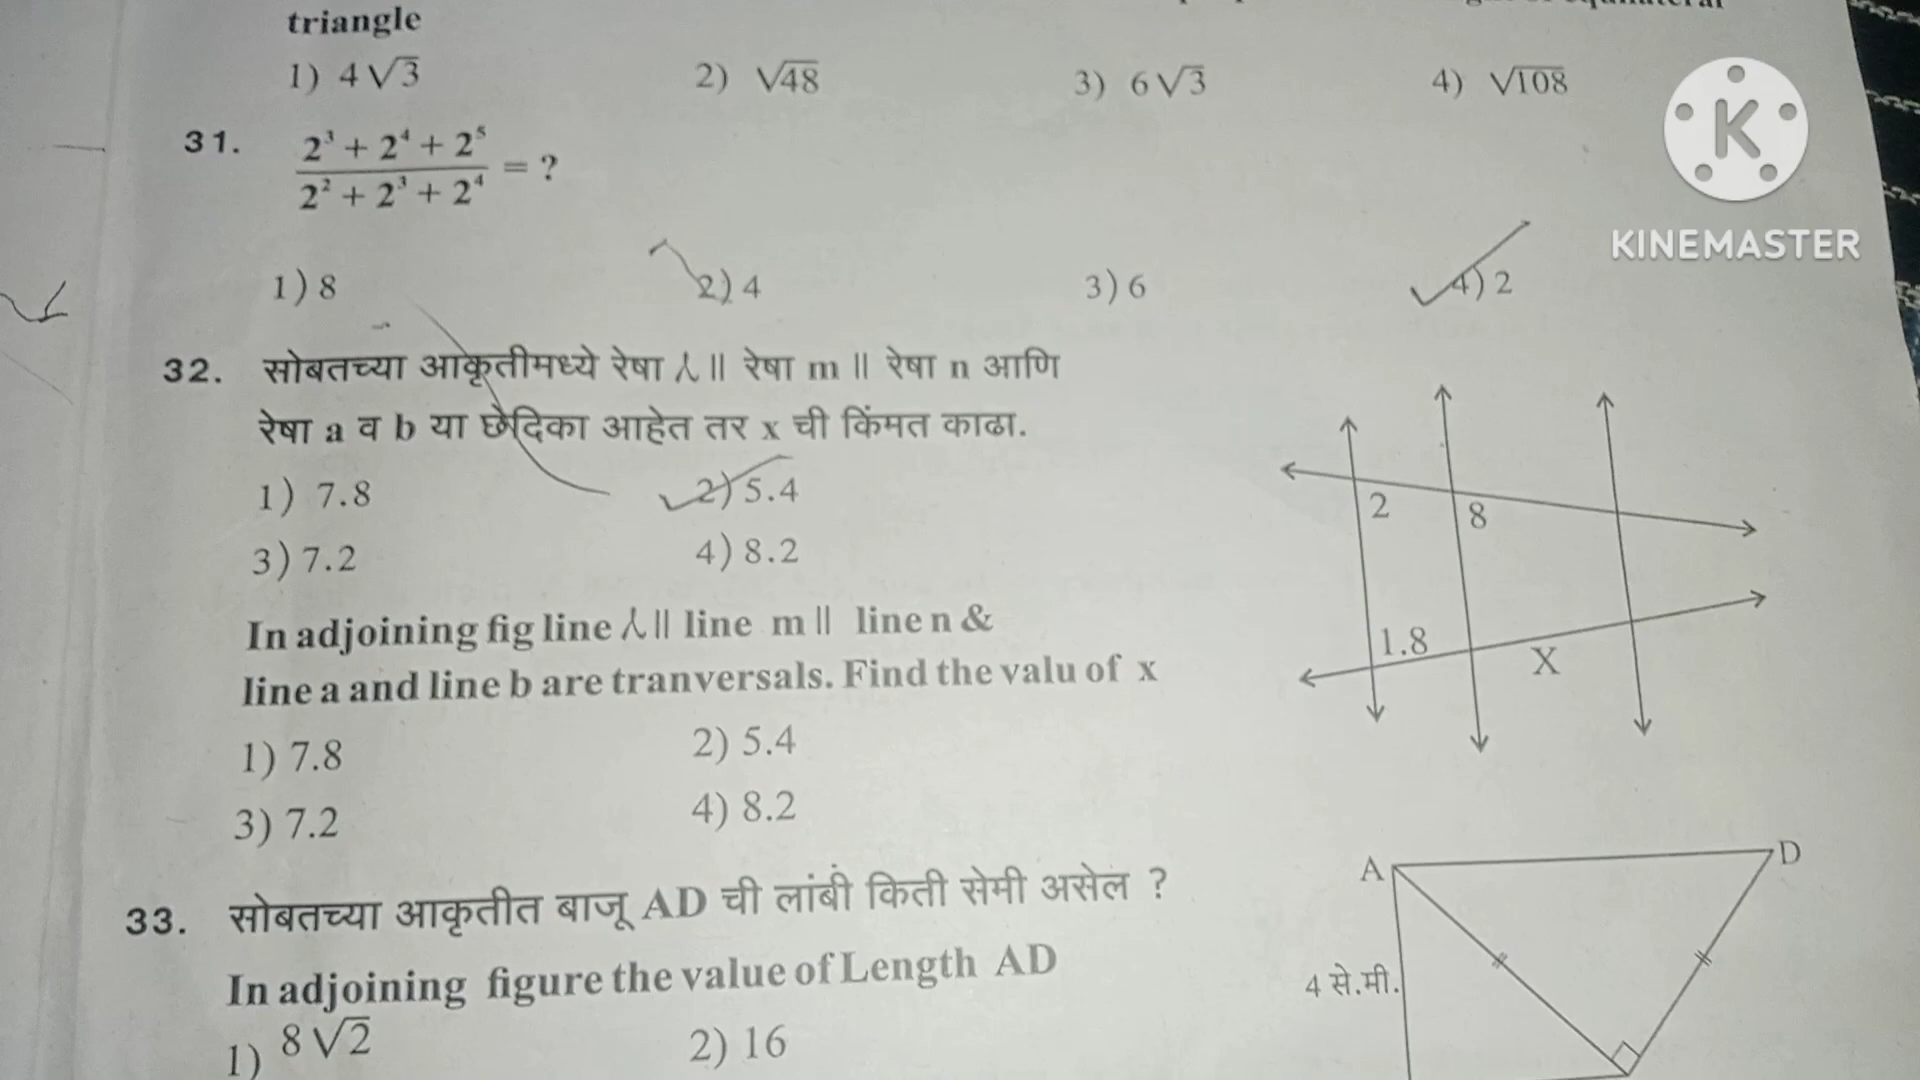 triangle
1) 4√3 2) √48 3) 6√3 4) √108
K
KINEMASTER
31. (2³ + 2⁴ + 2⁵) / (2² + 2³ + 2⁴) = ?
1) 8 2) 4 3) 6 4) 2
32. सोबतच्या आकृतीमध्ये रेषा l || रेषा m || रेषा n आणि
रेषा a व b या छेदिका आहेत तर x ची किंमत काढा.
1) 7.8 2) 5.4
3) 7.2 4) 8.2
2 8
1.8 X
In adjoining fig line l || line m || line n &
line a and line b are tranversals. Find the valu of x
1) 7.8 2) 5.4
3) 7.2 4) 8.2
33. सोबतच्या आकृतीत बाजू AD ची लांबी किती सेमी असेल ?
In adjoining figure the value of Length AD
1) 8√2 2) 16
A D
4 से.मी.